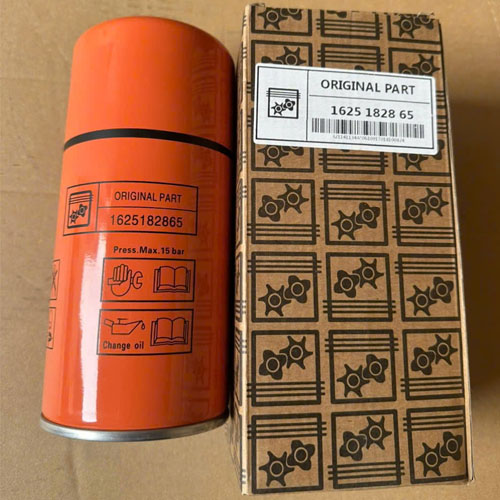 ORIGINAL PART
1625182865
Press.Max.15 bar
C
Change oil
ORIGINAL PART
1625 1828 65